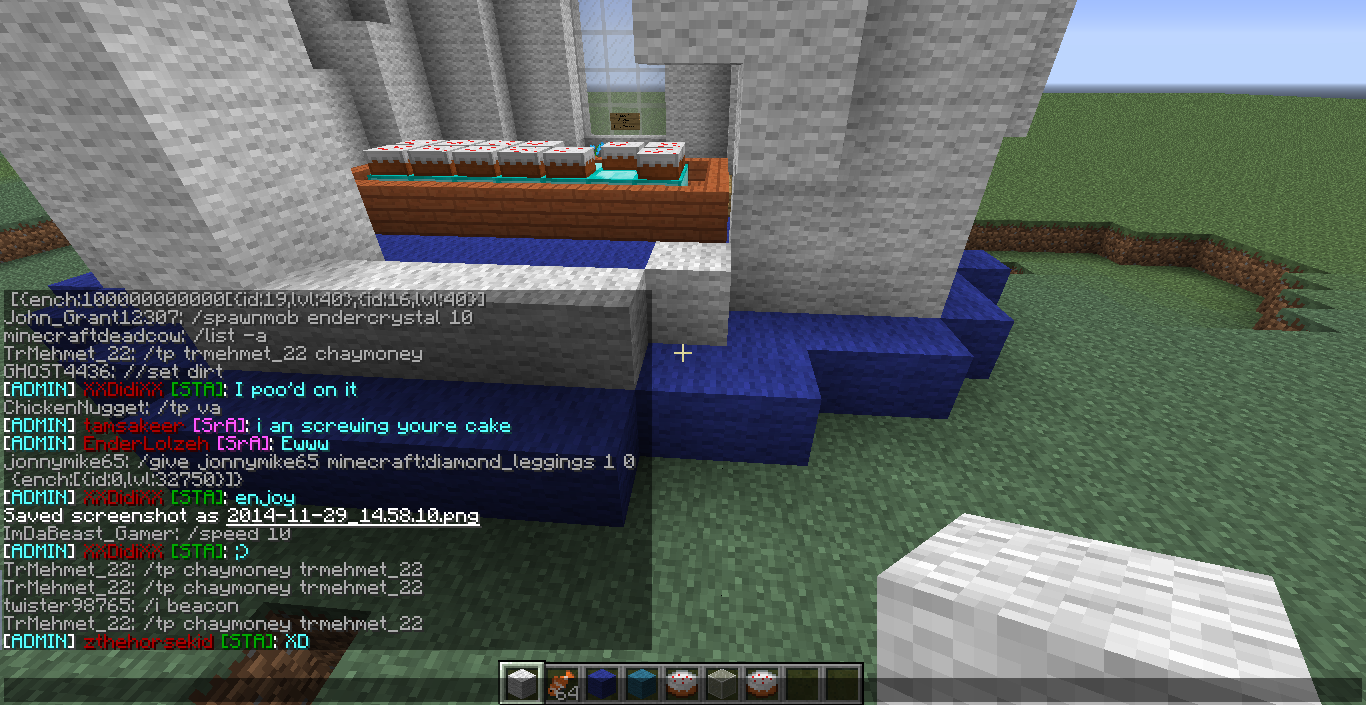 [{ench:1000000000000[{id:19,lvl:40},{id:16,lvl:40}]
John_Grant12307: /spawnmob endercrystal 10
minecraftdeadcow: /list -a
TrMehmet_22: /tp trmehmet_22 chaymoney
GHOST4436: //set dirt
[ADMIN] XXDidiXX [STA]: I poo'd on it
ChickenNugget: /tp va
[ADMIN] tamsakeer [SrA]: i an screwing youre cake
[ADMIN] EnderLolzeh [SrA]: Ewww
jonnymike65: /give jonnymike65 minecraft:diamond_leggings 1 0
{ench:[{id:0,lvl:32750}]}
[ADMIN] XXDidiXX [STA]: enjoy
Saved screenshot as 2014-11-29_14.58.10.png
ImDaBeast_Gamer: /speed 10
[ADMIN] XXDidiXX [STA]: ;D
TrMehmet_22: /tp chaymoney trmehmet_22
TrMehmet_22: /tp chaymoney trmehmet_22
twister98765: /i beacon
TrMehmet_22: /tp chaymoney trmehmet_22
[ADMIN] zthehorsekid [STA]: XD
64